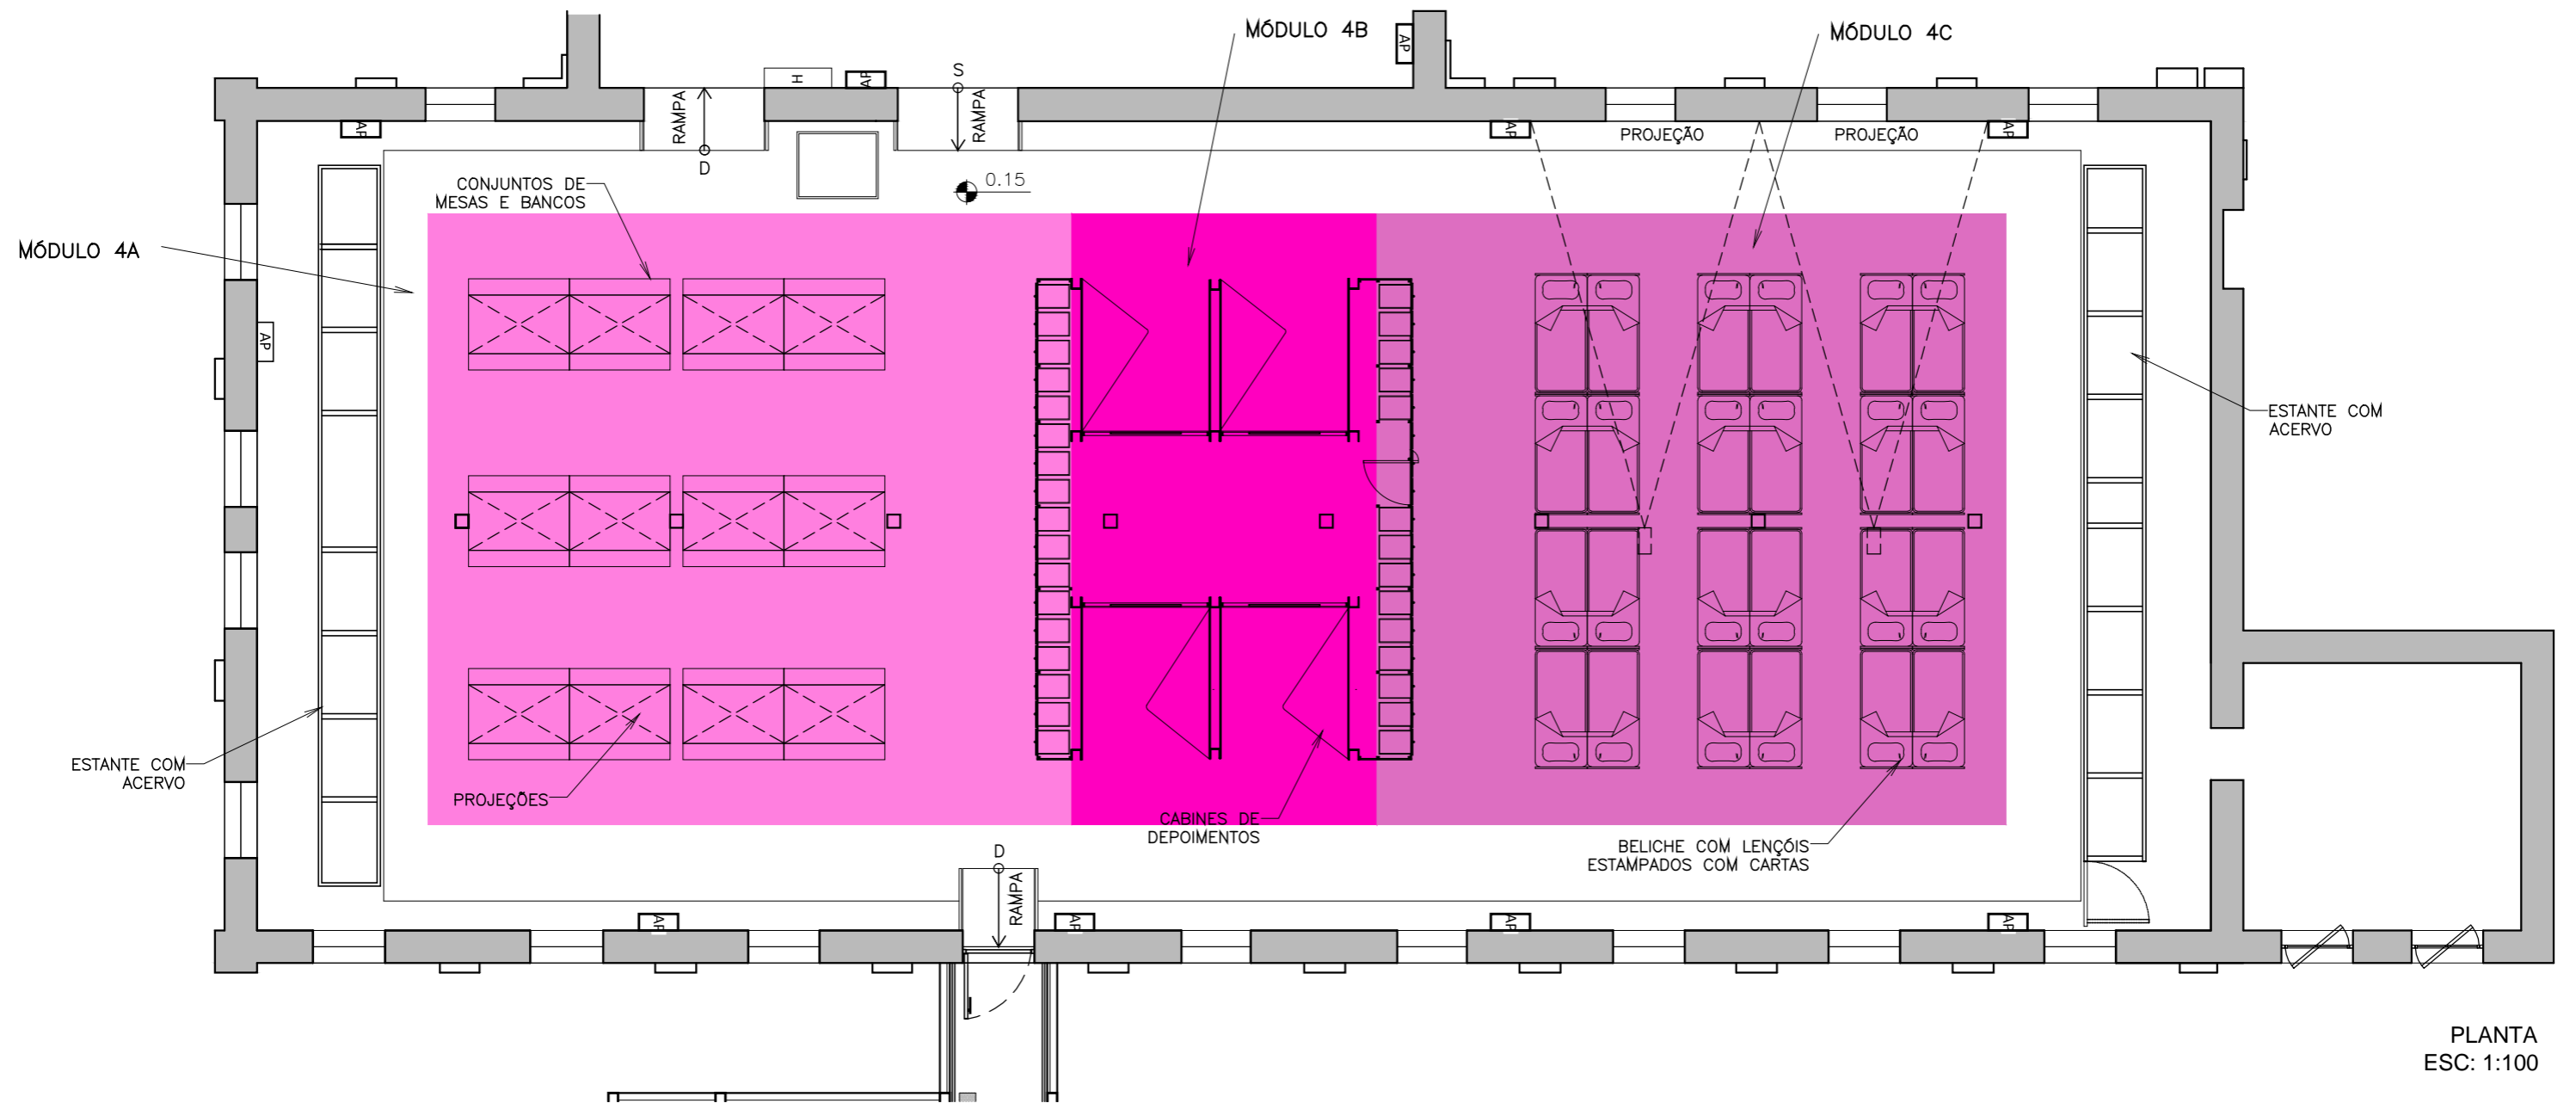 MÓDULO 4B
MÓDULO 4C
AP
S
H
AP
RAMPA
RAMPA
AP
D
AP
PROJEÇÃO
PROJEÇÃO
AP
0.15
CONJUNTOS DE
MESAS E BANCOS
MÓDULO 4A
AP
ESTANTE COM
ACERVO
ESTANTE COM
ACERVO
PROJEÇÕES
CABINES DE
DEPOIMENTOS
BELICHE COM LENÇÓIS
ESTAMPADOS COM CARTAS
D
RAMPA
AP
AP
AP
AP
PLANTA
ESC: 1:100